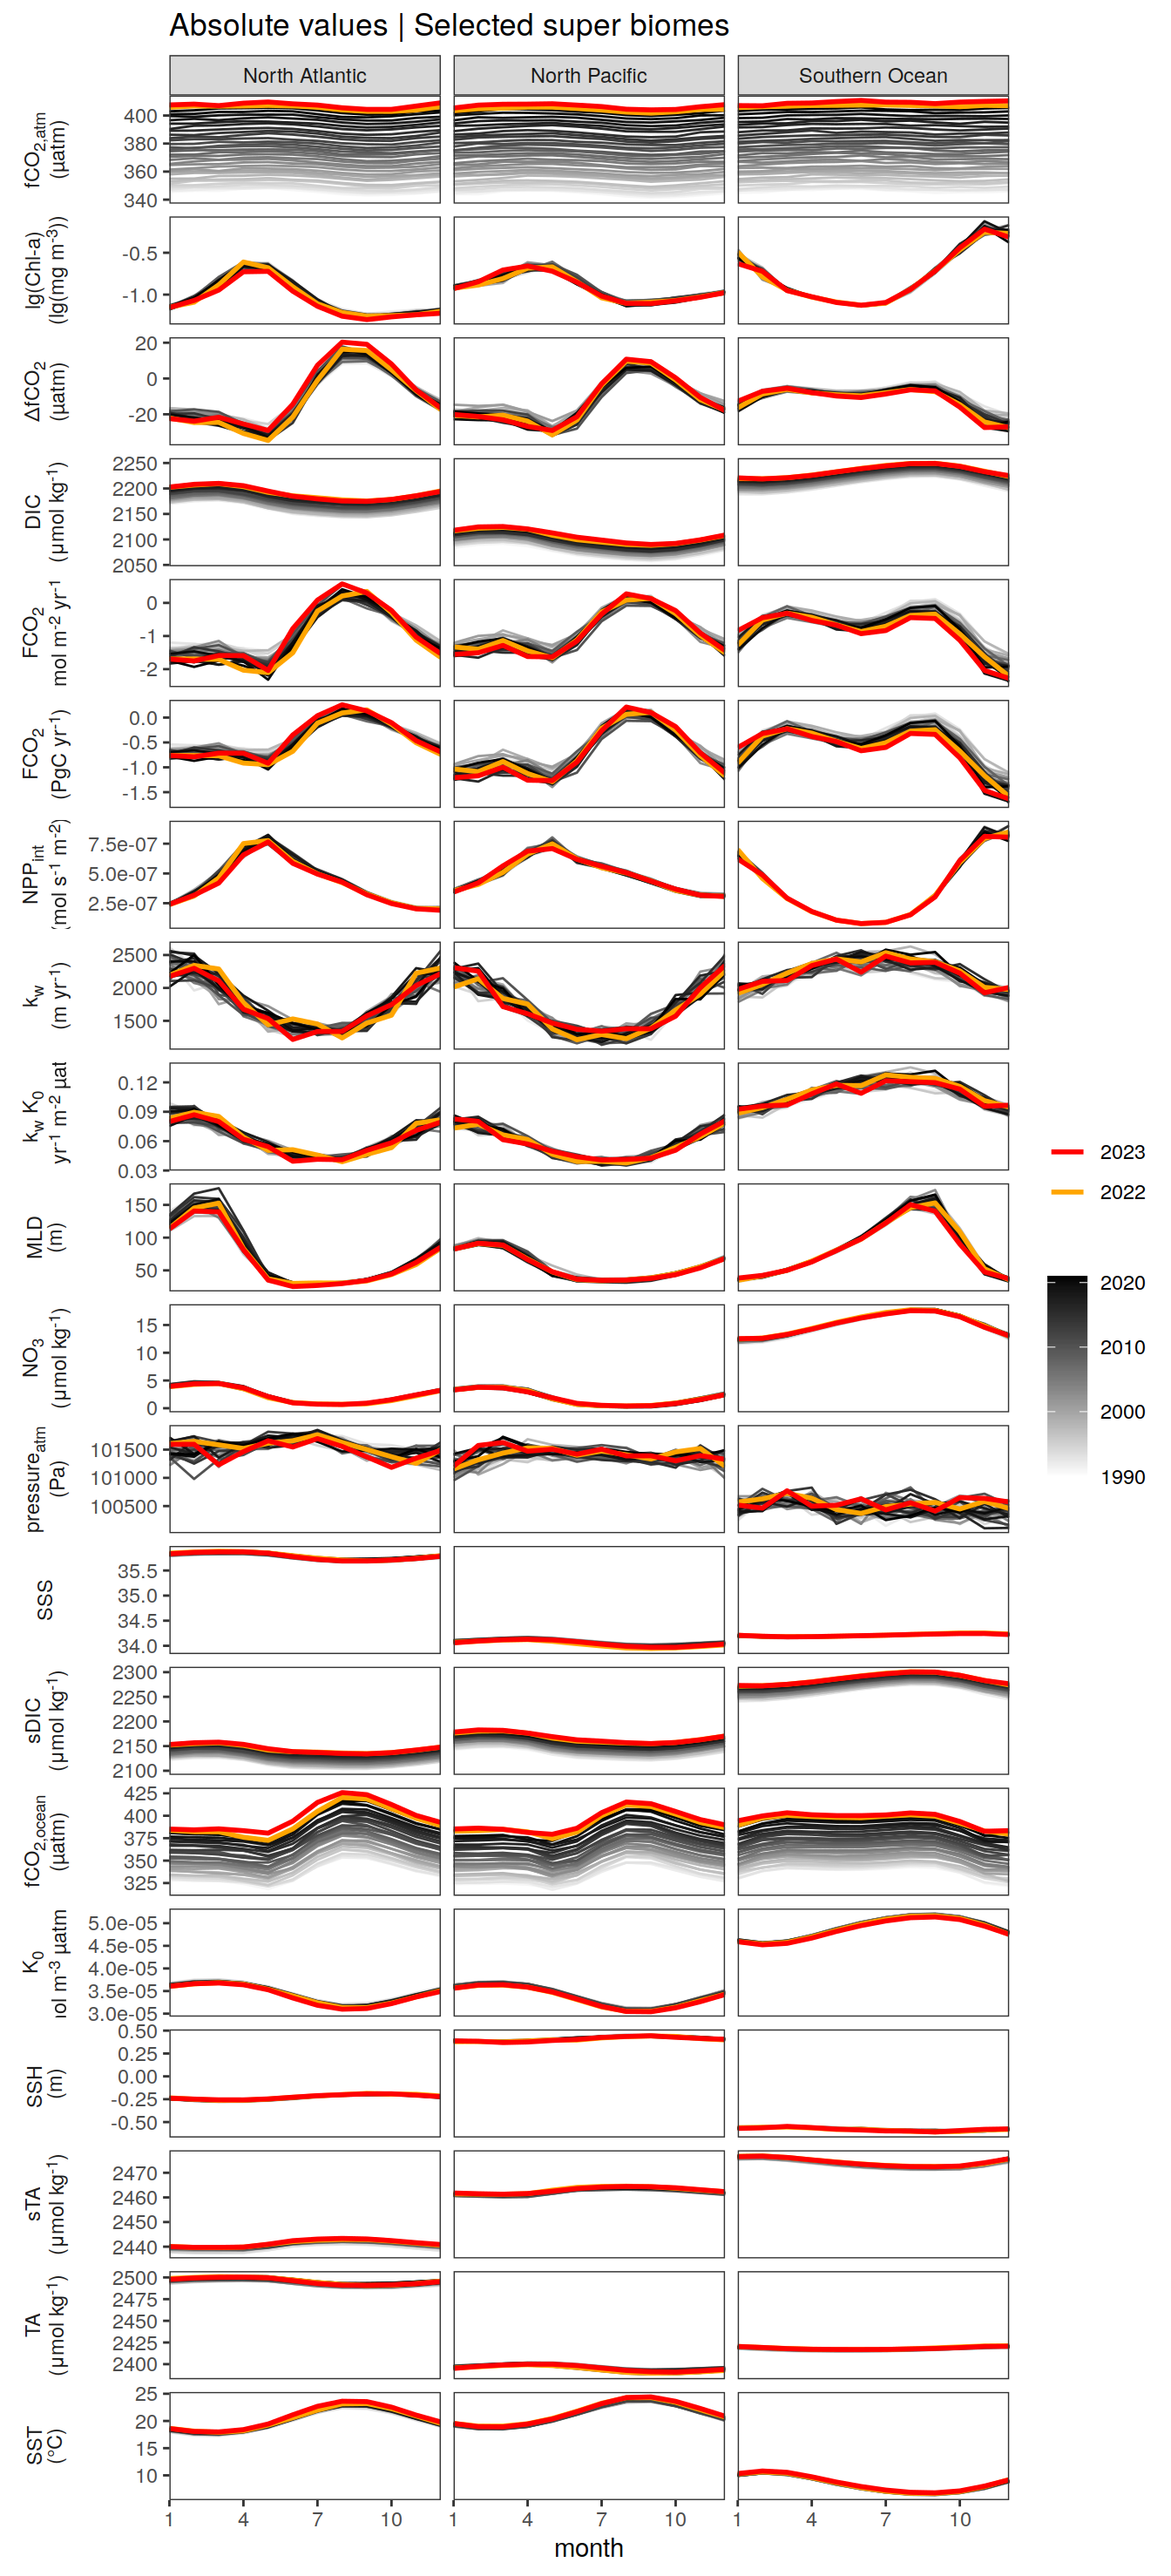 Absolute values | Selected super biomes
North Atlantic North Pacific Southern Ocean
fCO2,atm
(µatm)
400
380
360
340
lg(Chl-a)
(lg(mg m-3))
-0.5
-1.0
ΔfCO2
(µatm)
20
0
-20
DIC
(µmol kg-1)
2250
2200
2150
2100
2050
FCO2
mol m-2 yr-1
0
-1
-2
FCO2
(PgC yr-1)
0.0
-0.5
-1.0
-1.5
NPPint
(mol s-1 m-2)
7.5e-07
5.0e-07
2.5e-07
kw
(m yr-1)
2500
2000
1500
kw K0
yr-1 m-2 µat
0.12
0.09
0.06
0.03
MLD
(m)
150
100
50
NO3
(µmol kg-1)
15
10
5
0
pressureatm
(Pa)
101500
101000
100500
SSS
35.5
35.0
34.5
34.0
sDIC
(µmol kg-1)
2300
2250
2200
2150
2100
fCO2,ocean
(µatm)
425
400
375
350
325
K0
m-3 µatm
5.0e-05
4.5e-05
4.0e-05
3.5e-05
3.0e-05
SSH
(m)
0.50
0.25
0.00
-0.25
-0.50
sTA
(µmol kg-1)
2470
2460
2450
2440
TA
(µmol kg-1)
2500
2475
2450
2425
2400
SST
(°C)
25
20
15
10
1 4 7 10 1 4 7 10 1 4 7 10
month
2023
2022
2020
2010
2000
1990